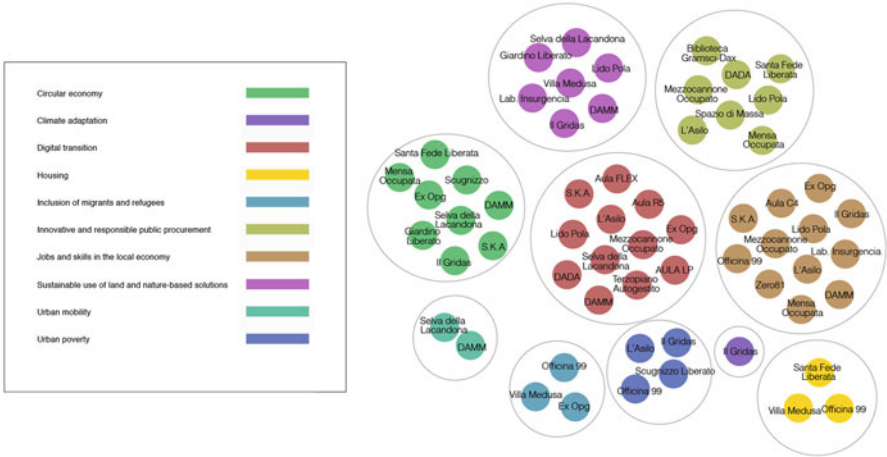 Circular economy
Climate adaptation
Digital transition
Housing
Inclusion of migrants and refugees
Innovative and responsible public procurement
Jobs and skills in the local economy
Sustainable use of land and nature-based solutions
Urban mobility
Urban poverty
Selva della Lacandona
Giardino Liberato
Lido Pola
Villa Medusa
Lab. Insurgencia
DAMM
Il Gridas
Biblioteca
Gramsci-Dax
DADA
Santa Fede
Liberata
Mezzocannone
Occupato
Lido Pola
Spazio di Massa
L'Asilo
Mensa
Occupata
Santa Fede Liberata
Mensa
Occupata
Scugnizzo
Ex Opg
DAMM
Selva della
Lacandona
Giardino
Liberato
S.K.A
Il Gridas
Aula FLEX
S.K.A
Aula R5
L'Asilo
Lido Pola
Ex Opg
Mezzocannone
Occupato
Selva della
Lacandona
DADA
AULA LP
Terzopiano
Autogestito
DAMM
Ex Opg
Aula C4
Il Gridas
S.K.A
Lido Pola
Mezzocannone
Occupato
Lab. Insurgencia
Officina 99
L'Asilo
Zero81
DAMM
Mensa
Occupata
Selva della
Lacandona
DAMM
Officina 99
Villa Medusa
Ex Opg
L'Asilo
Il Gridas
Scugnizzo Liberato
Officina 99
Il Gridas
Santa Fede
Liberata
Villa Medusa
Officina 99